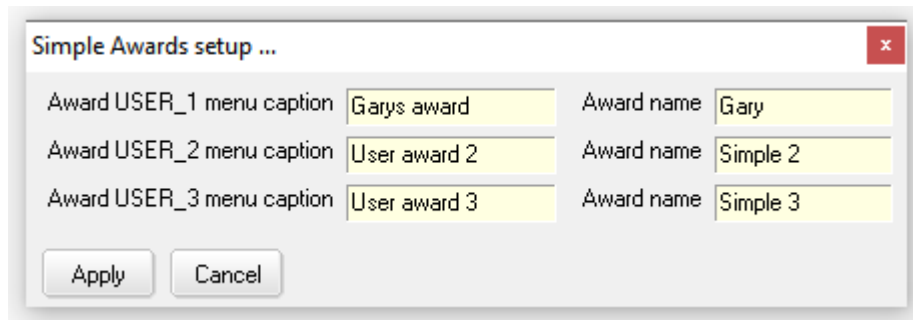 Simple Awards setup ...
x
Award USER_1 menu caption Garys award Award name Gary
Award USER_2 menu caption User award 2 Award name Simple 2
Award USER_3 menu caption User award 3 Award name Simple 3
Apply Cancel